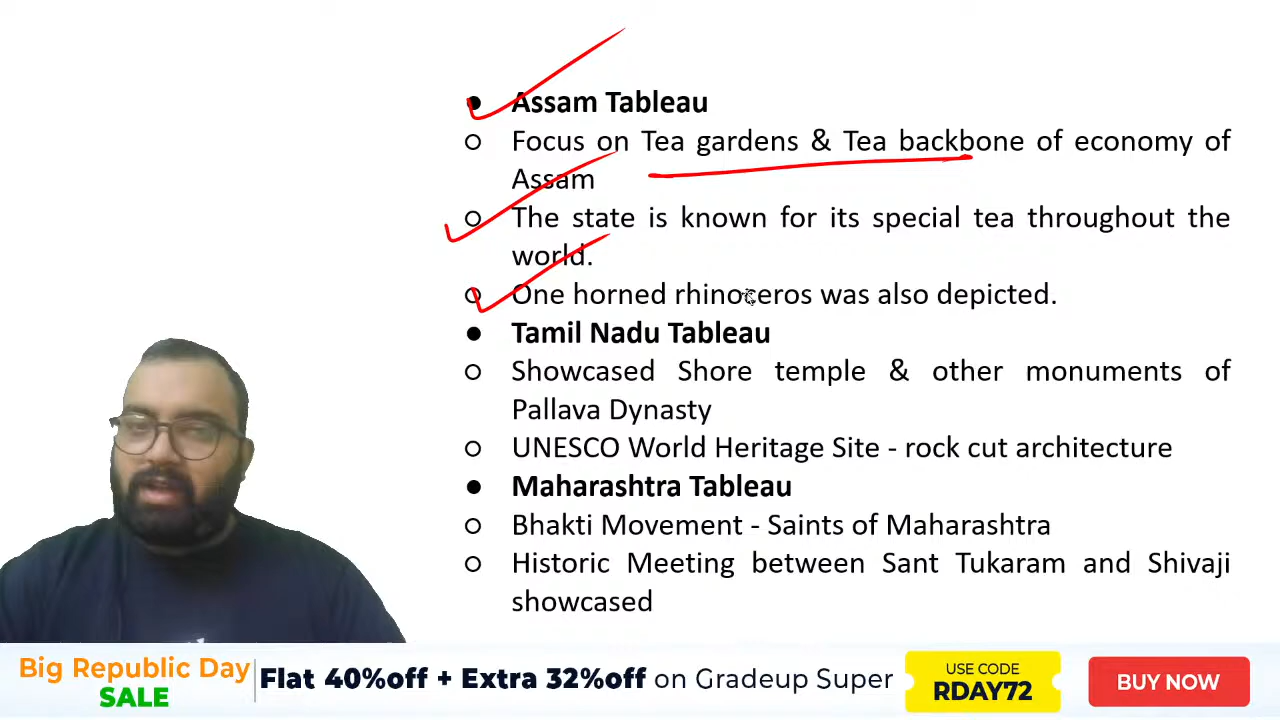 ● Assam Tableau
○ Focus on Tea gardens & Tea backbone of economy of
Assam
○ The state is known for its special tea throughout the
world.
○ One horned rhinoceros was also depicted.
● Tamil Nadu Tableau
○ Showcased Shore temple & other monuments of
Pallava Dynasty
○ UNESCO World Heritage Site - rock cut architecture
● Maharashtra Tableau
○ Bhakti Movement - Saints of Maharashtra
○ Historic Meeting between Sant Tukaram and Shivaji
showcased
Big Republic Day
SALE
Flat 40%off + Extra 32%off on Gradeup Super
USE CODE
RDAY72
BUY NOW